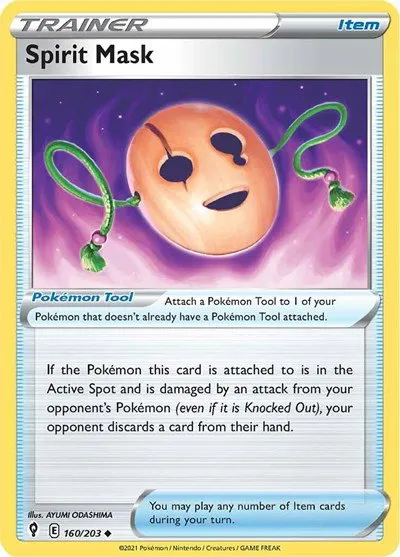 TRAINER Item
Spirit Mask
Pokémon Tool Attach a Pokémon Tool to 1 of your
Pokémon that doesn't already have a Pokémon Tool attached.
If the Pokémon this card is attached to is in the
Active Spot and is damaged by an attack from your
opponent's Pokémon (even if it is Knocked Out), your
opponent discards a card from their hand.
Illus. AYUMI ODASHIMA
E 160/203
You may play any number of Item cards
during your turn.
©2021 Pokémon / Nintendo / Creatures / GAME FREAK